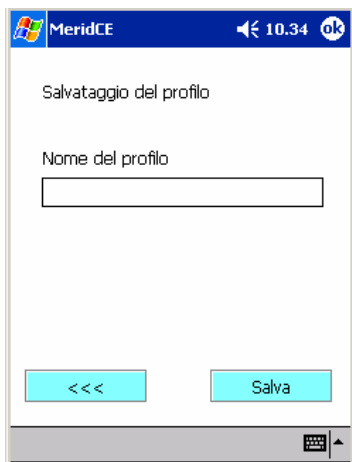 MeridCE 10.34 ok
Salvataggio del profilo
Nome del profilo
<<< Salva